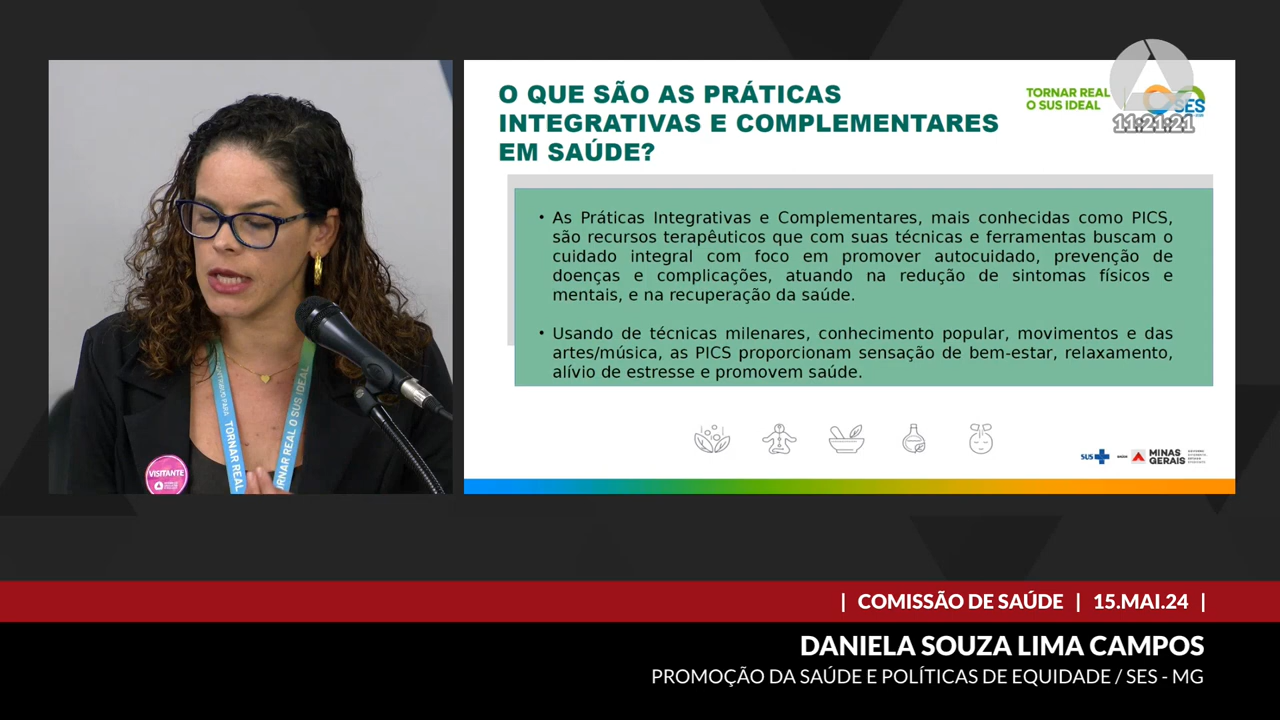 O QUE SÃO AS PRÁTICAS
INTEGRATIVAS E COMPLEMENTARES
EM SAÚDE?
TORNAR REAL
O SUS IDEAL
SES
11:21:21
• As Práticas Integrativas e Complementares, mais conhecidas como PICS,
são recursos terapêuticos que com suas técnicas e ferramentas buscam o
cuidado integral com foco em promover autocuidado, prevenção de
doenças e complicações, atuando na redução de sintomas físicos e
mentais, e na recuperação da saúde.
• Usando de técnicas milenares, conhecimento popular, movimentos e das
artes/música, as PICS proporcionam sensação de bem-estar, relaxamento,
alívio de estresse e promovem saúde.
SUS
MINAS
GERAIS
TORNAR REAL
TORNAR REAL O SUS IDEAL
VISITANTE
| COMISSÃO DE SAÚDE | 15.MAI.24 |
DANIELA SOUZA LIMA CAMPOS
PROMOÇÃO DA SAÚDE E POLÍTICAS DE EQUIDADE / SES - MG